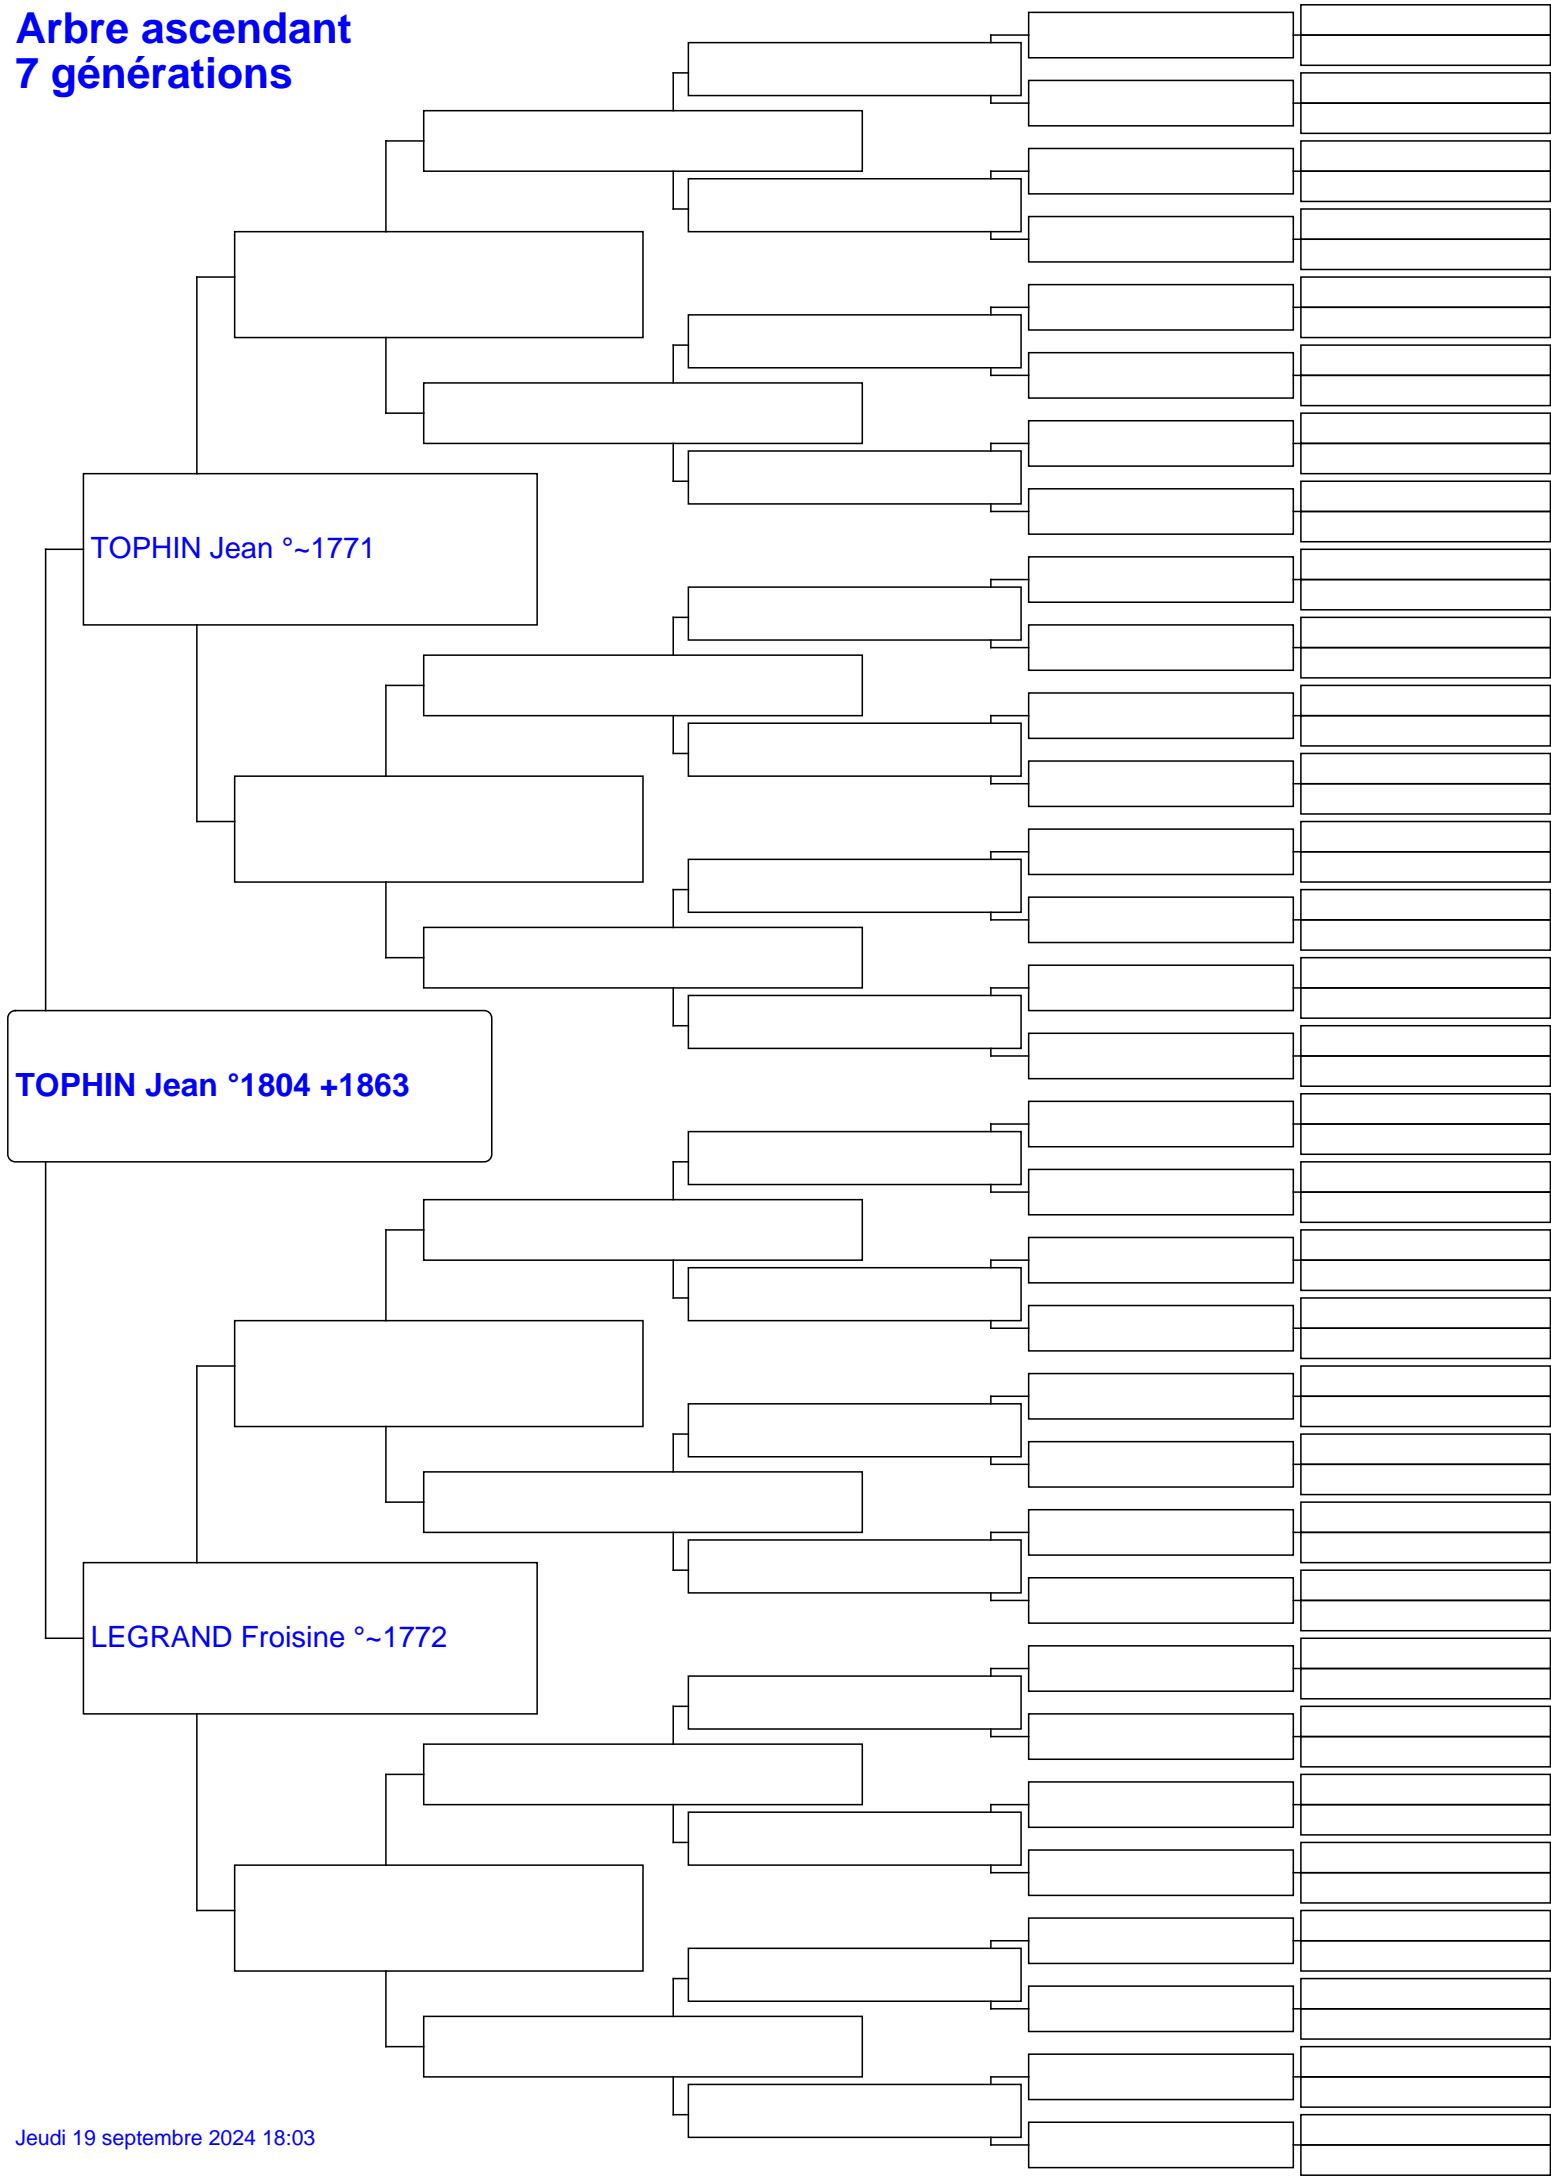 Arbre ascendant
7 générations
TOPHIN Jean °~1771
TOPHIN Jean °1804 +1863
LEGRAND Froisine °~1772
Jeudi 19 septembre 2024 18:03